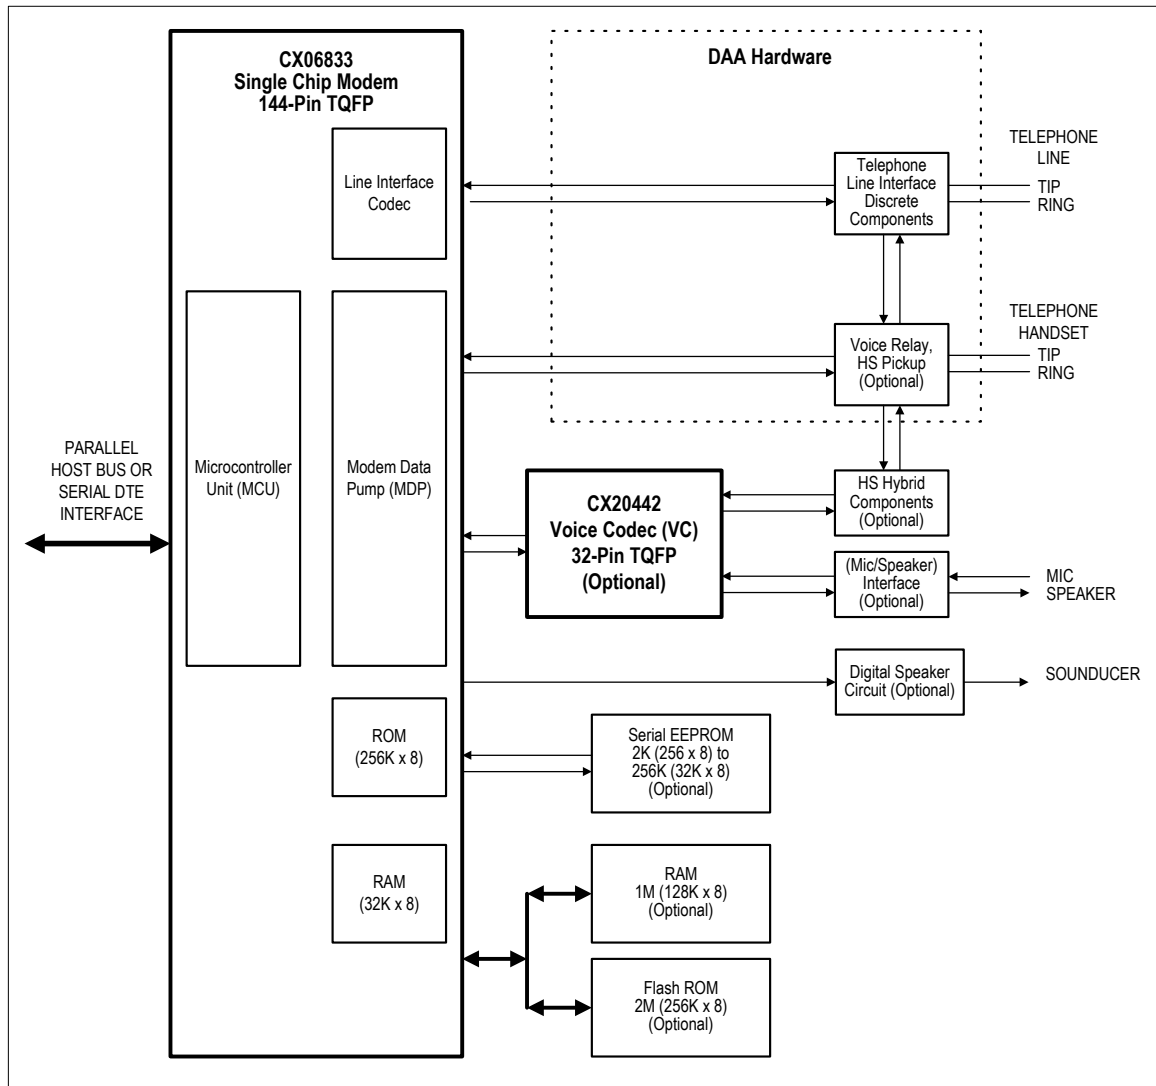 CX06833
Single Chip Modem
144-Pin TQFP
DAA Hardware
Line Interface
Codec
Telephone
Line Interface
Discrete
Components
TELEPHONE
LINE
TIP
RING
Microcontroller
Unit (MCU)
Modem Data
Pump (MDP)
Voice Relay,
HS Pickup
(Optional)
TELEPHONE
HANDSET
TIP
RING
PARALLEL
HOST BUS OR
SERIAL DTE
INTERFACE
CX20442
Voice Codec (VC)
32-Pin TQFP
(Optional)
HS Hybrid
Components
(Optional)
(Mic/Speaker)
Interface
(Optional)
MIC
SPEAKER
Digital Speaker
Circuit (Optional)
SOUNDUCER
ROM
(256K x 8)
Serial EEPROM
2K (256 x 8) to
256K (32K x 8)
(Optional)
RAM
(32K x 8)
RAM
1M (128K x 8)
(Optional)
Flash ROM
2M (256K x 8)
(Optional)